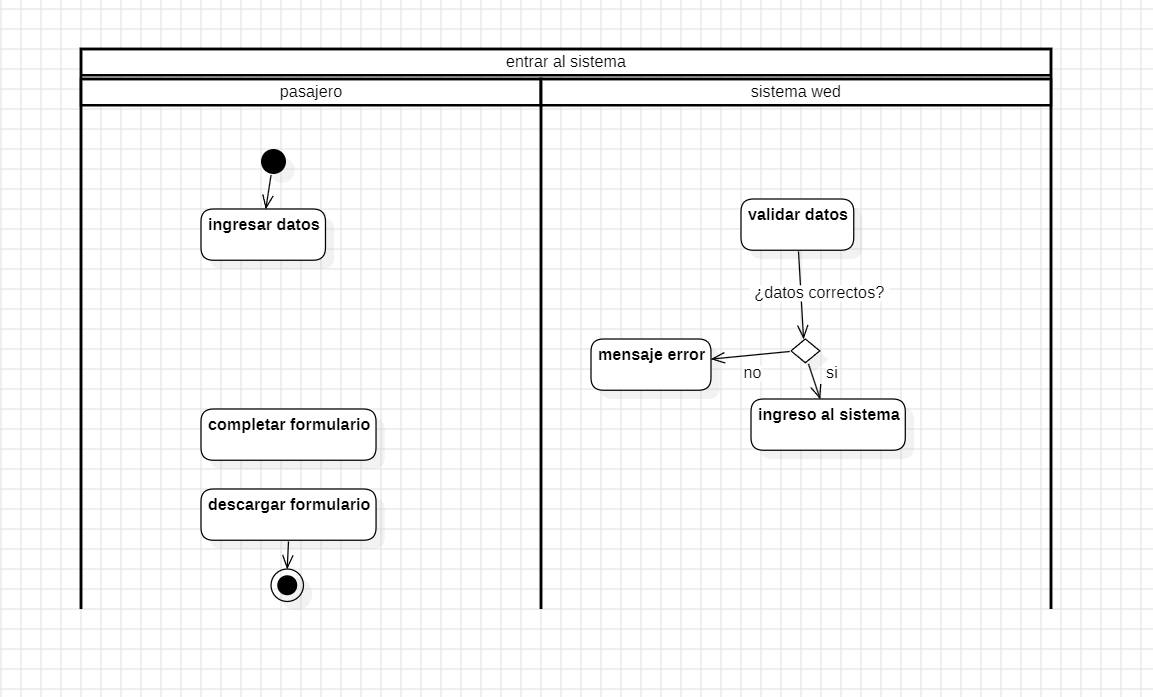 entrar al sistema
pasajero
sistema wed
ingresar datos
validar datos
¿datos correctos?
mensaje error
no
si
ingreso al sistema
completar formulario
descargar formulario